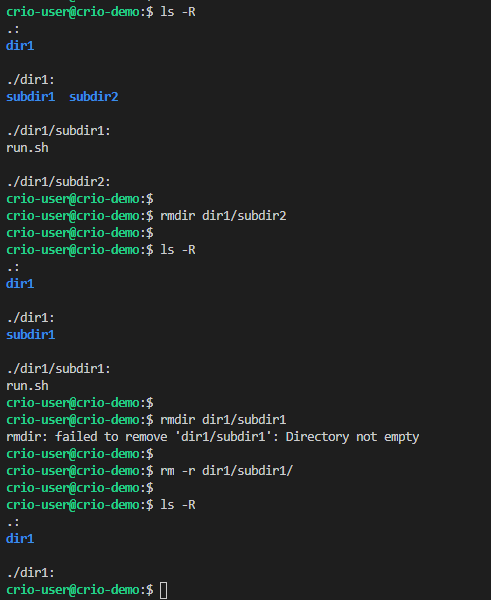 crio-user@crio-demo:$ ls -R
.:
dir1
./dir1:
subdir1  subdir2
./dir1/subdir1:
run.sh
./dir1/subdir2:
crio-user@crio-demo:$
crio-user@crio-demo:$ rmdir dir1/subdir2
crio-user@crio-demo:$
crio-user@crio-demo:$ ls -R
.:
dir1
./dir1:
subdir1
./dir1/subdir1:
run.sh
crio-user@crio-demo:$
crio-user@crio-demo:$ rmdir dir1/subdir1
rmdir: failed to remove 'dir1/subdir1': Directory not empty
crio-user@crio-demo:$
crio-user@crio-demo:$ rm -r dir1/subdir1/
crio-user@crio-demo:$
crio-user@crio-demo:$ ls -R
.:
dir1
./dir1:
crio-user@crio-demo:$